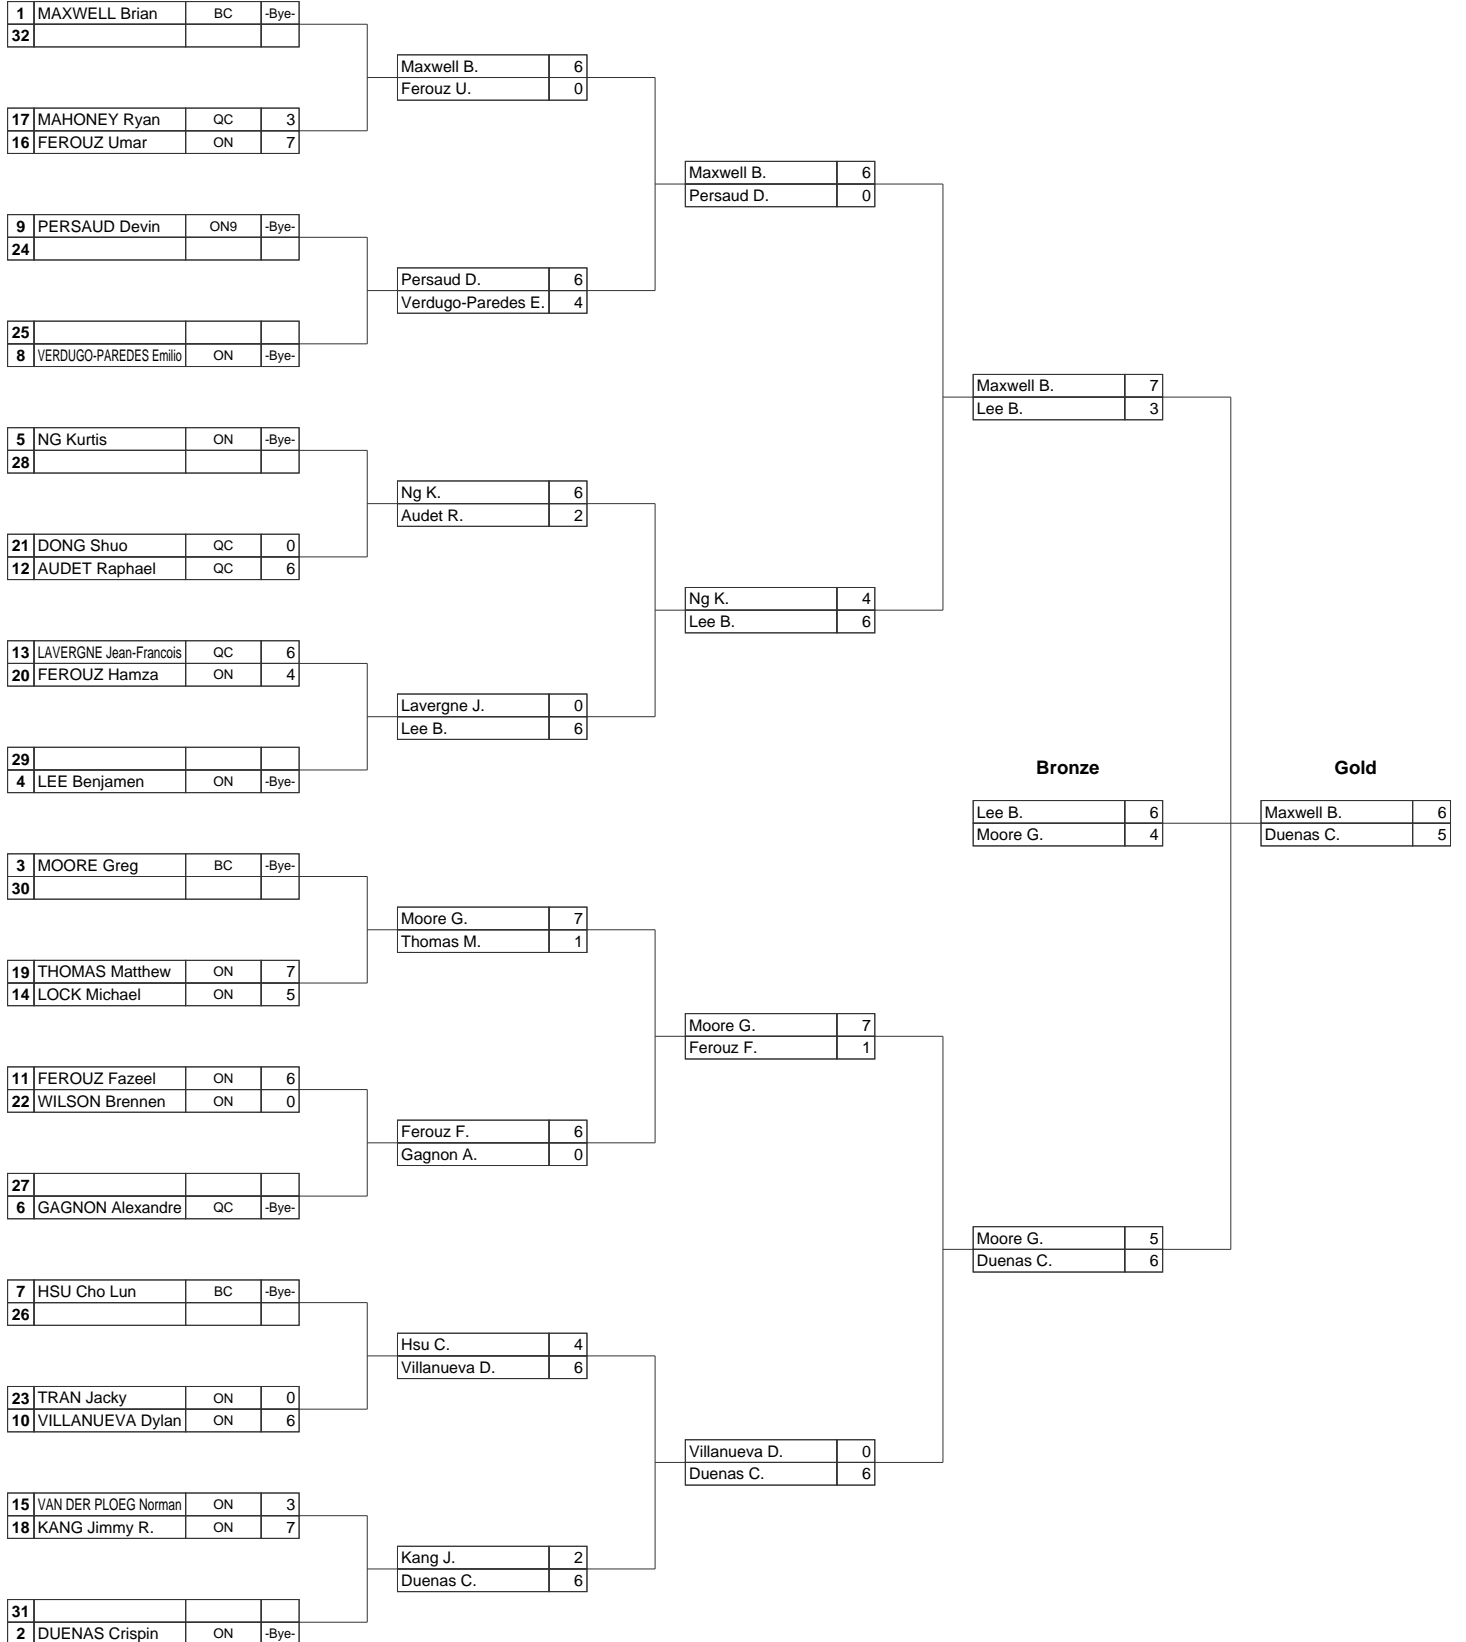 1 MAXWELL Brian BC -Bye-
32
Maxwell B. 6
Ferouz U. 0
17 MAHONEY Ryan QC 3
16 FEROUZ Umar ON 7
Maxwell B. 6
Persaud D. 0
9 PERSAUD Devin ON9 -Bye-
24
Persaud D. 6
Verdugo-Paredes E. 4
25
8 VERDUGO-PAREDES Emilio ON -Bye-
Maxwell B. 7
Lee B. 3
5 NG Kurtis ON -Bye-
28
Ng K. 6
Audet R. 2
21 DONG Shuo QC 0
12 AUDET Raphael QC 6
Ng K. 4
Lee B. 6
13 LAVERGNE Jean-Francois QC 6
20 FEROUZ Hamza ON 4
Lavergne J. 0
Lee B. 6
29
4 LEE Benjamen ON -Bye-
Bronze Gold
Lee B. 6 Maxwell B. 6
Moore G. 4 Duenas C. 5
3 MOORE Greg BC -Bye-
30
Moore G. 7
Thomas M. 1
19 THOMAS Matthew ON 7
14 LOCK Michael ON 5
Moore G. 7
Ferouz F. 1
11 FEROUZ Fazeel ON 6
22 WILSON Brennen ON 0
Ferouz F. 6
Gagnon A. 0
27
6 GAGNON Alexandre QC -Bye-
Moore G. 5
Duenas C. 6
7 HSU Cho Lun BC -Bye-
26
Hsu C. 4
Villanueva D. 6
23 TRAN Jacky ON 0
10 VILLANUEVA Dylan ON 6
Villanueva D. 0
Duenas C. 6
15 VAN DER PLOEG Norman ON 3
18 KANG Jimmy R. ON 7
Kang J. 2
Duenas C. 6
31
2 DUENAS Crispin ON -Bye-